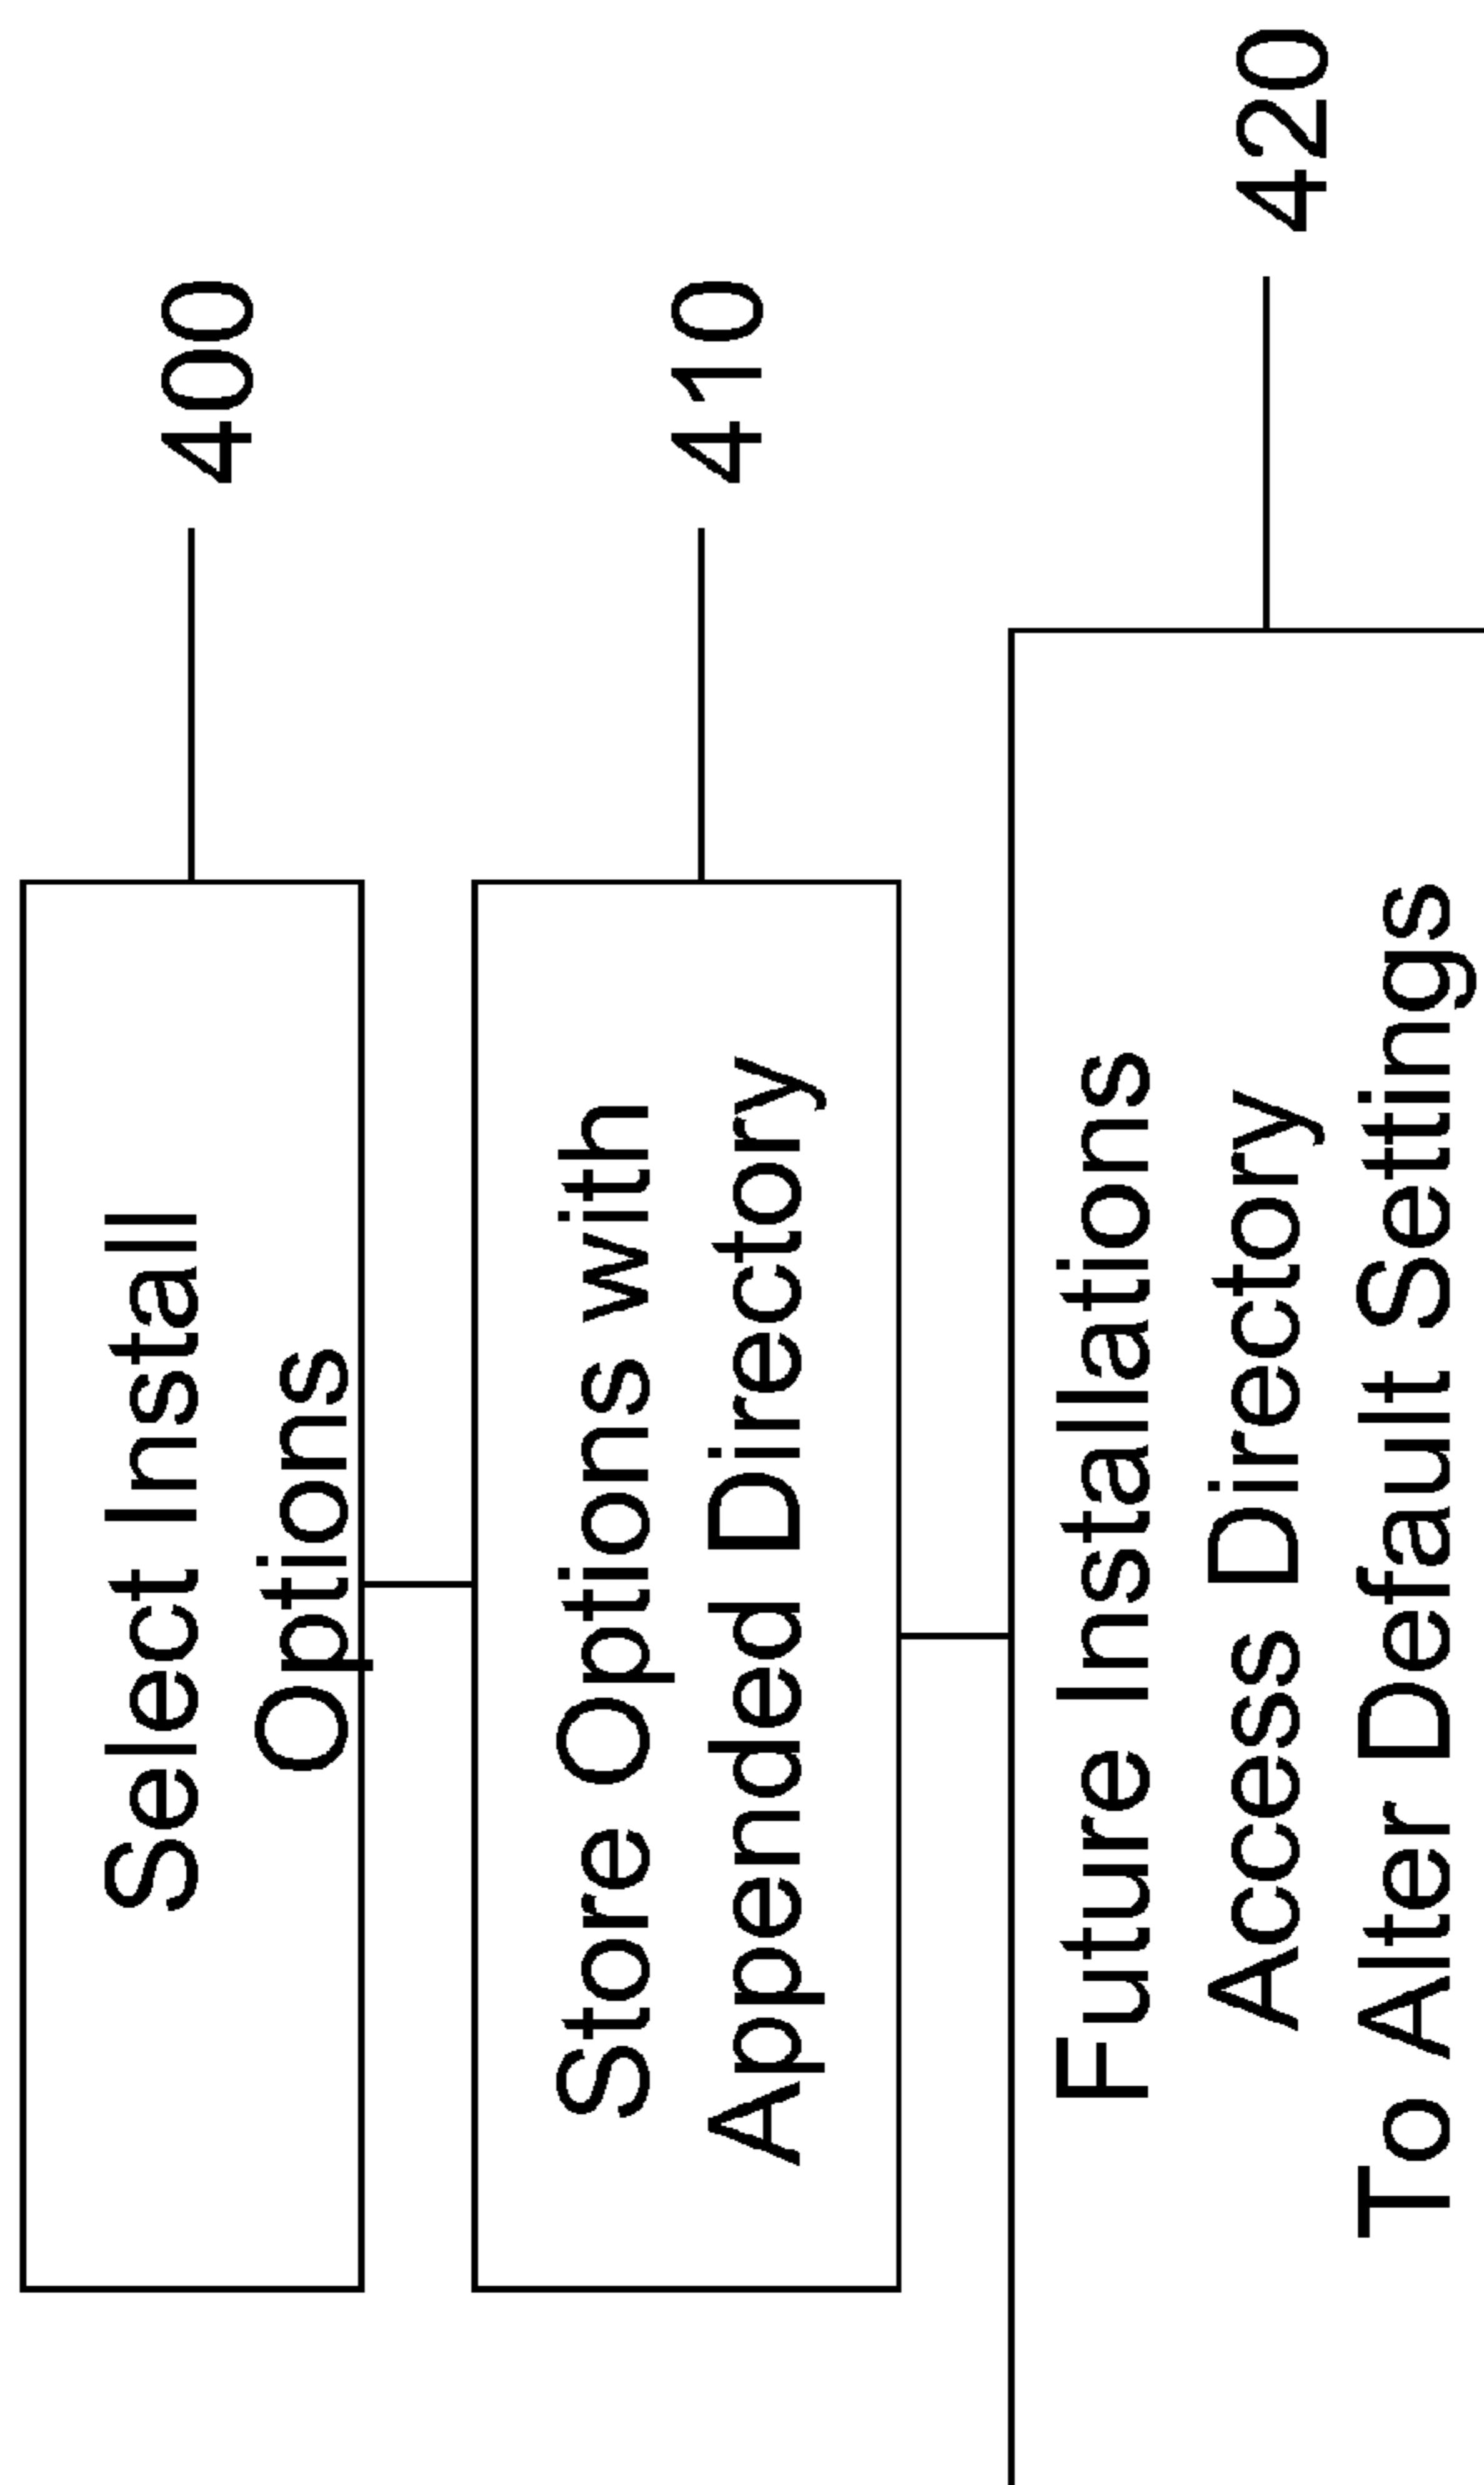 Select Install
Options
400
Store Options with
Appended Directory
410
Future Installations
Access Directory
To Alter Default Settings
420